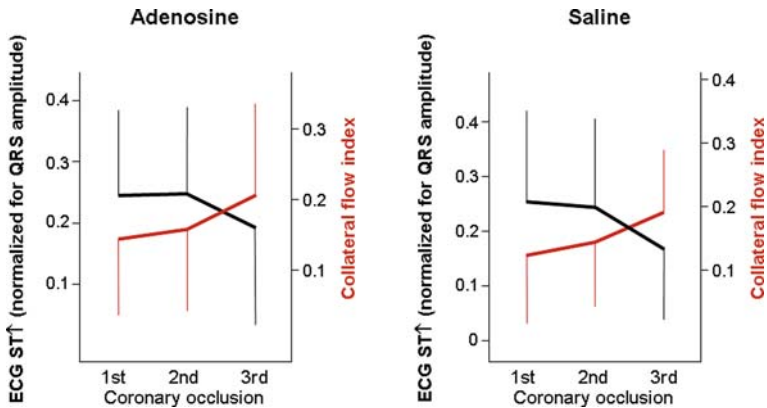 Adenosine
ECG ST↑ (normalized for QRS amplitude)
0.4
0.3
0.2
0.1
0.3
0.2
0.1
Collateral flow index
1st 2nd 3rd
Coronary occlusion
Saline
ECG ST↑ (normalized for QRS amplitude)
0.4
0.3
0.2
0.1
0
0.4
0.3
0.2
0.1
Collateral flow index
1st 2nd 3rd
Coronary occlusion